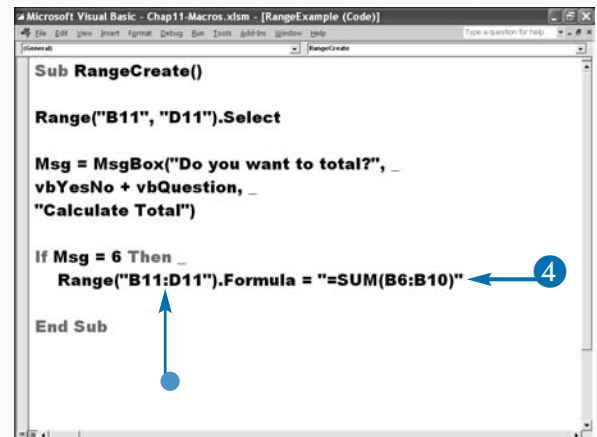 Microsoft Visual Basic - Chap11-Macros.xlsm - [RangeExample (Code)]
File Edit View Insert Format Debug Run Tools Add-Ins Window Help Type a question for help
(General) RangeCreate
Sub RangeCreate()
Range("B11", "D11").Select
Msg = MsgBox("Do you want to total?", _
vbYesNo + vbQuestion, _
"Calculate Total")
If Msg = 6 Then _
Range("B11:D11").Formula = "=SUM(B6:B10)" 4
End Sub